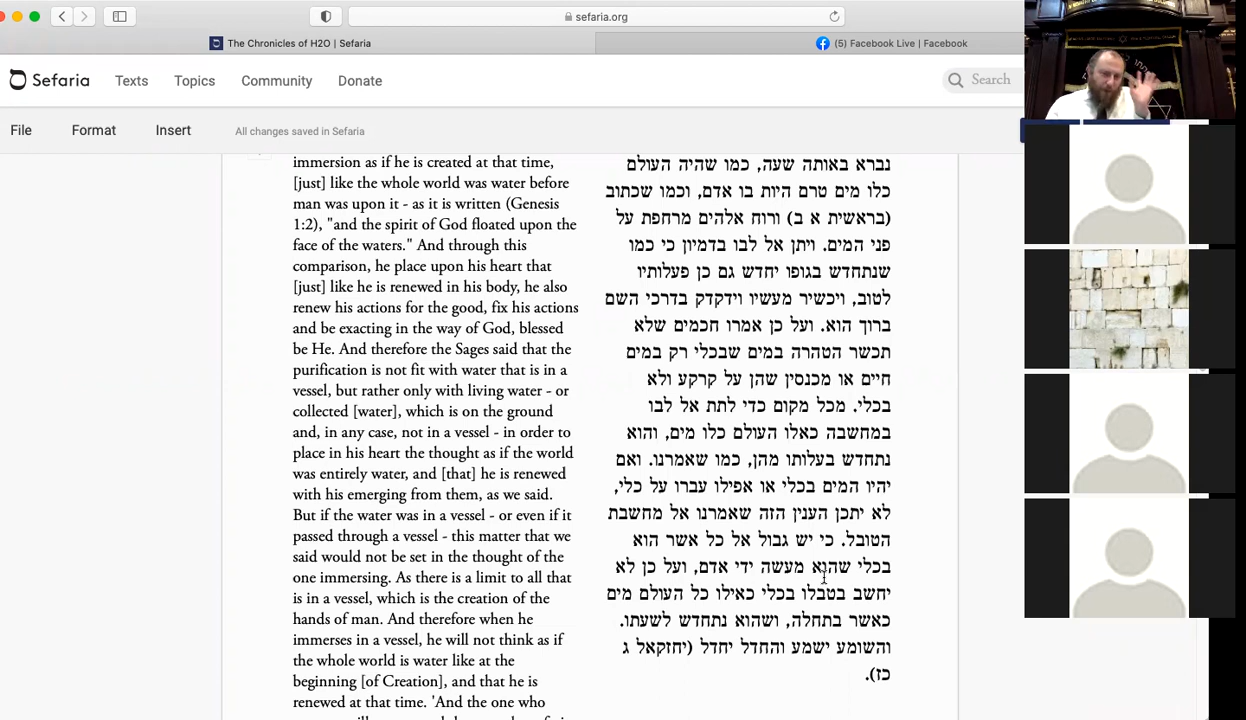 sefaria.org
The Chronicles of H2O | Sefaria
(5) Facebook Live | Facebook
Sefaria
Texts
Topics
Community
Donate
Search
File
Format
Insert
All changes saved in Sefaria
immersion as if he is created at that time,
[just] like the whole world was water before
man was upon it - as it is written (Genesis
1:2), "and the spirit of God floated upon the
face of the waters." And through this
comparison, he place upon his heart that
[just] like he is renewed in his body, he also
renew his actions for the good, fix his actions
and be exacting in the way of God, blessed
be He. And therefore the Sages said that the
purification is not fit with water that is in a
vessel, but rather only with living water - or
collected [water], which is on the ground
and, in any case, not in a vessel - in order to
place in his heart the thought as if the world
was entirely water, and [that] he is renewed
with his emerging from them, as we said.
But if the water was in a vessel - or even if it
passed through a vessel - this matter that we
said would not be set in the thought of the
one immersing. As there is a limit to all that
is in a vessel, which is the creation of the
hands of man. And therefore when he
immerses in a vessel, he will not think as if
the whole world is water like at the
beginning [of Creation], and that he is
renewed at that time. 'And the one who
נברא באותה שעה, כמו שהיה העולם
כלו מים טרם היות בו אדם, וכמו שכתוב
(בראשית א ב) ורוח אלהים מרחפת על
פני המים. ויתן אל לבו בדמיון כי כמו
שנתחדש בגופו יחדש גם כן פעלותיו
לטוב, ויכשיר מעשיו וידקדק בדרכי השם
ברוך הוא. ועל כן אמרו חכמים שלא
תכשר הטהרה במים שבכלי רק במים
חיים או מכנסין שהן על קרקע ולא
בכלי. מכל מקום כדי לתת אל לבו
במחשבה כאלו העולם כלו מים, והוא
נתחדש בעלותו מהן, כמו שאמרנו. ואם
יהיו המים בכלי או אפילו עברו על כלי,
לא יתכן הענין הזה שאמרנו אל מחשבת
הטובל. כי יש גבול אל כל אשר הוא
בכלי שהוא מעשה ידי אדם, ועל כן לא
יחשב בטבלו בכלי כאילו כל העולם מים
כאשר בתחלה, ושהוא נתחדש לשעתו.
והשומע ישמע והחדל יחדל (יחזקאל ג
כז).